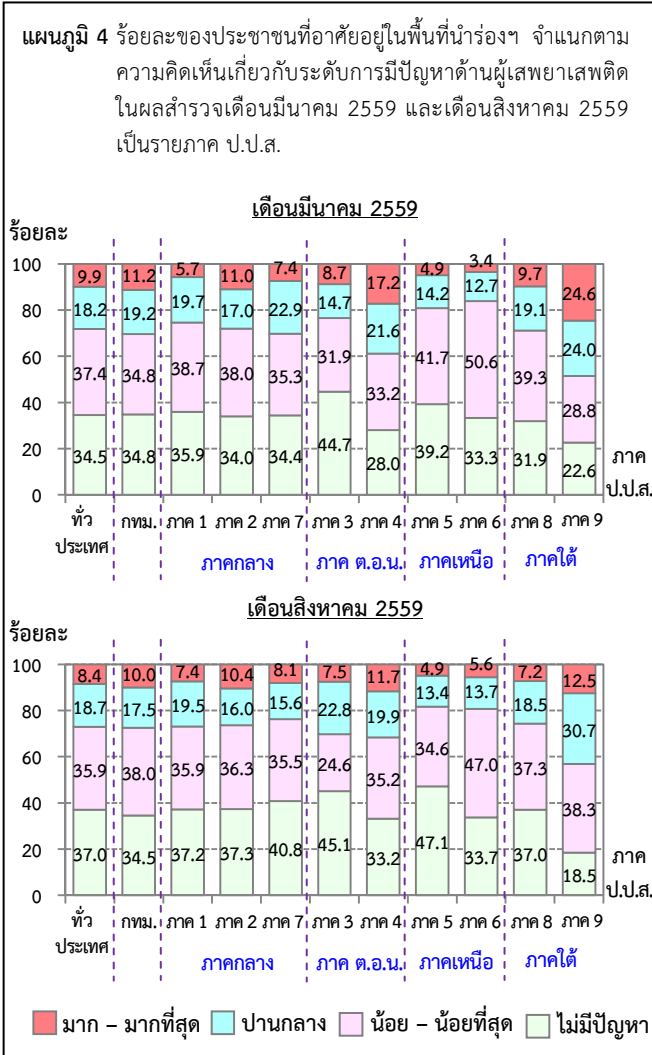 แผนภูมิ 4 ร้อยละของประชาชนที่อาศัยอยู่ในพื้นที่นำร่องฯ จำแนกตาม
ความคิดเห็นเกี่ยวกับระดับการมีปัญหาด้านผู้เสพยาเสพติด
ในผลสำรวจเดือนมีนาคม 2559 และเดือนสิงหาคม 2559
เป็นรายภาค ป.ป.ส.
เดือนมีนาคม 2559
ร้อยละ
100 9.9 11.2 5.7 11.0 7.4 8.7 17.2 4.9 3.4 9.7 24.6
80 18.2 19.2 19.7 17.0 22.9 14.7 21.6 14.2 12.7 19.1 24.0
60 37.4 34.8 38.7 38.0 35.3 31.9 33.2 41.7 50.6 39.3 28.8
40
20 34.5 34.8 35.9 34.0 34.4 44.7 28.0 39.2 33.3 31.9 22.6 ภาค
0 ป.ป.ส.
ทั่ว กทม. ภาค 1 ภาค 2 ภาค 7 ภาค 3 ภาค 4 ภาค 5 ภาค 6 ภาค 8 ภาค 9
ประเทศ ภาคกลาง ภาค ต.อ.น. ภาคเหนือ ภาคใต้
เดือนสิงหาคม 2559
ร้อยละ
100 8.4 10.0 7.4 10.4 8.1 7.5 11.7 4.9 5.6 7.2 12.5
80 18.7 17.5 19.5 16.0 15.6 22.8 19.9 13.4 13.7 18.5 30.7
60 35.9 38.0 35.9 36.3 35.5 24.6 35.2 34.6 47.0 37.3 38.3
40
20 37.0 34.5 37.2 37.3 40.8 45.1 33.2 47.1 33.7 37.0 18.5 ภาค
0 ป.ป.ส.
ทั่ว กทม. ภาค 1 ภาค 2 ภาค 7 ภาค 3 ภาค 4 ภาค 5 ภาค 6 ภาค 8 ภาค 9
ประเทศ ภาคกลาง ภาค ต.อ.น. ภาคเหนือ ภาคใต้
มาก – มากที่สุด ปานกลาง น้อย – น้อยที่สุด ไม่มีปัญหา